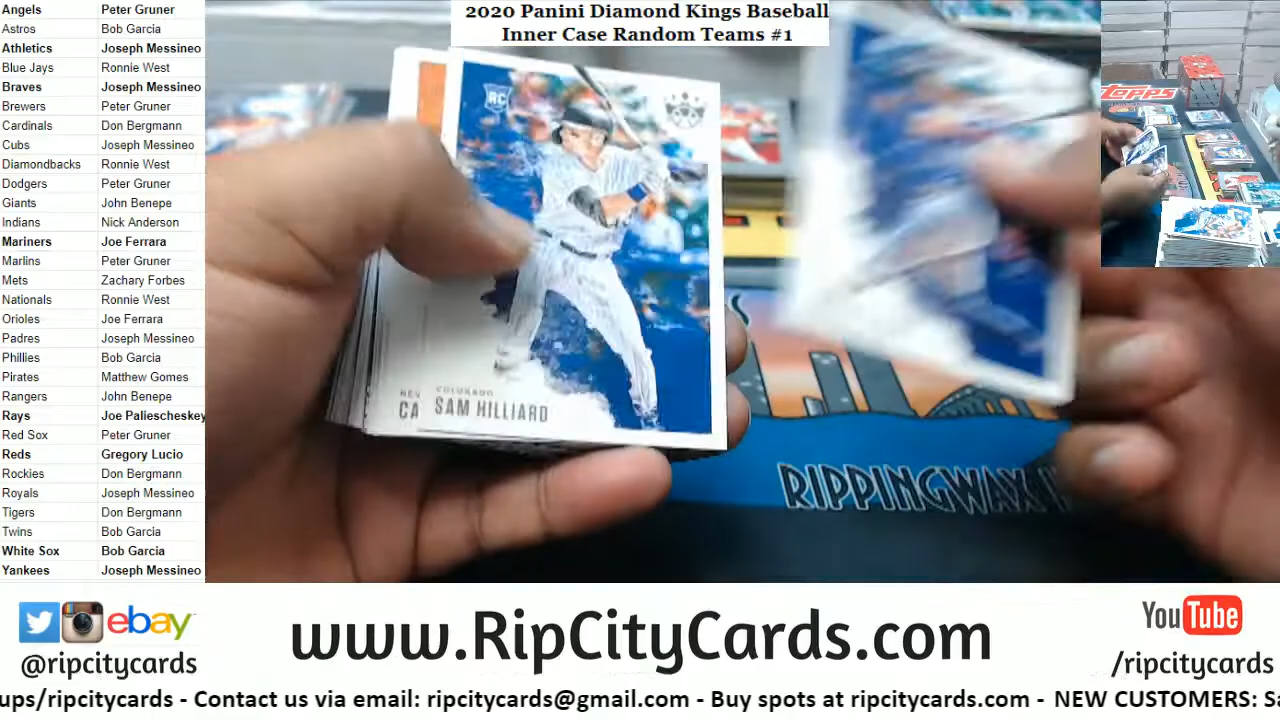 2020 Panini Diamond Kings Baseball
Inner Case Random Teams #1
Angels Peter Gruner
Astros Bob Garcia
Athletics Joseph Messineo
Blue Jays Ronnie West
Braves Joseph Messineo
Brewers Peter Gruner
Cardinals Don Bergmann
Cubs Joseph Messineo
Diamondbacks Ronnie West
Dodgers Peter Gruner
Giants John Benepe
Indians Nick Anderson
Mariners Joe Ferrara
Marlins Peter Gruner
Mets Zachary Forbes
Nationals Ronnie West
Orioles Joe Ferrara
Padres Joseph Messineo
Phillies Bob Garcia
Pirates Matthew Gomes
Rangers John Benepe
Rays Joe Paliescheskey
Red Sox Peter Gruner
Reds Gregory Lucio
Rockies Don Bergmann
Royals Joseph Messineo
Tigers Don Bergmann
Twins Bob Garcia
White Sox Bob Garcia
Yankees Joseph Messineo
RC
COLORADO
CA SAM HILLIARD
RIPPINGWAX
Topps
ebay
@ripcitycards
www.RipCityCards.com
YouTube
/ripcitycards
ups/ripcitycards - Contact us via email: ripcitycards@gmail.com - Buy spots at ripcitycards.com - NEW CUSTOMERS: Sa